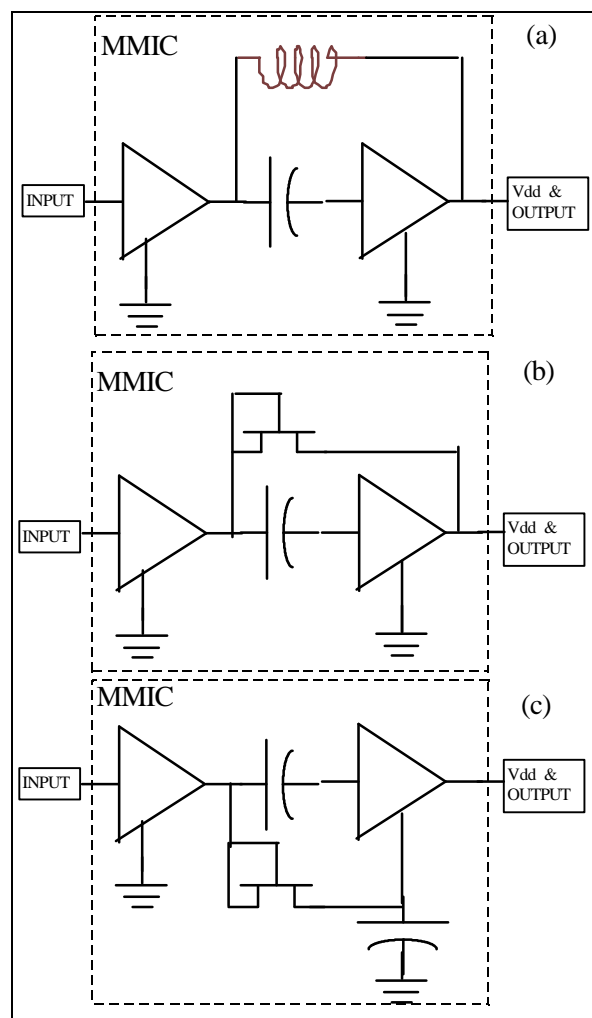 (a)
MMIC
INPUT
Vdd &
OUTPUT
(b)
MMIC
INPUT
Vdd &
OUTPUT
(c)
MMIC
INPUT
Vdd &
OUTPUT